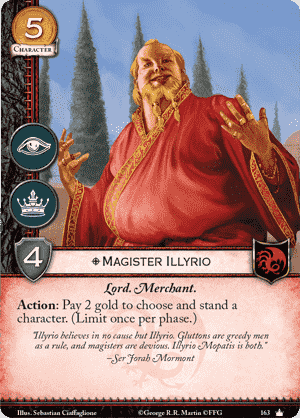 5
CHARACTER
4
MAGISTER ILLYRIO
Lord. Merchant.
Action: Pay 2 gold to choose and stand a
character. (Limit once per phase.)
"Illyrio believes in no cause but Illyrio. Gluttons are greedy men
as a rule, and magisters are devious. Illyrio Mopatis is both."
–Ser Jorah Mormont
Illus. Sebastian Ciaffaglione ©George R.R. Martin ©FFG 163